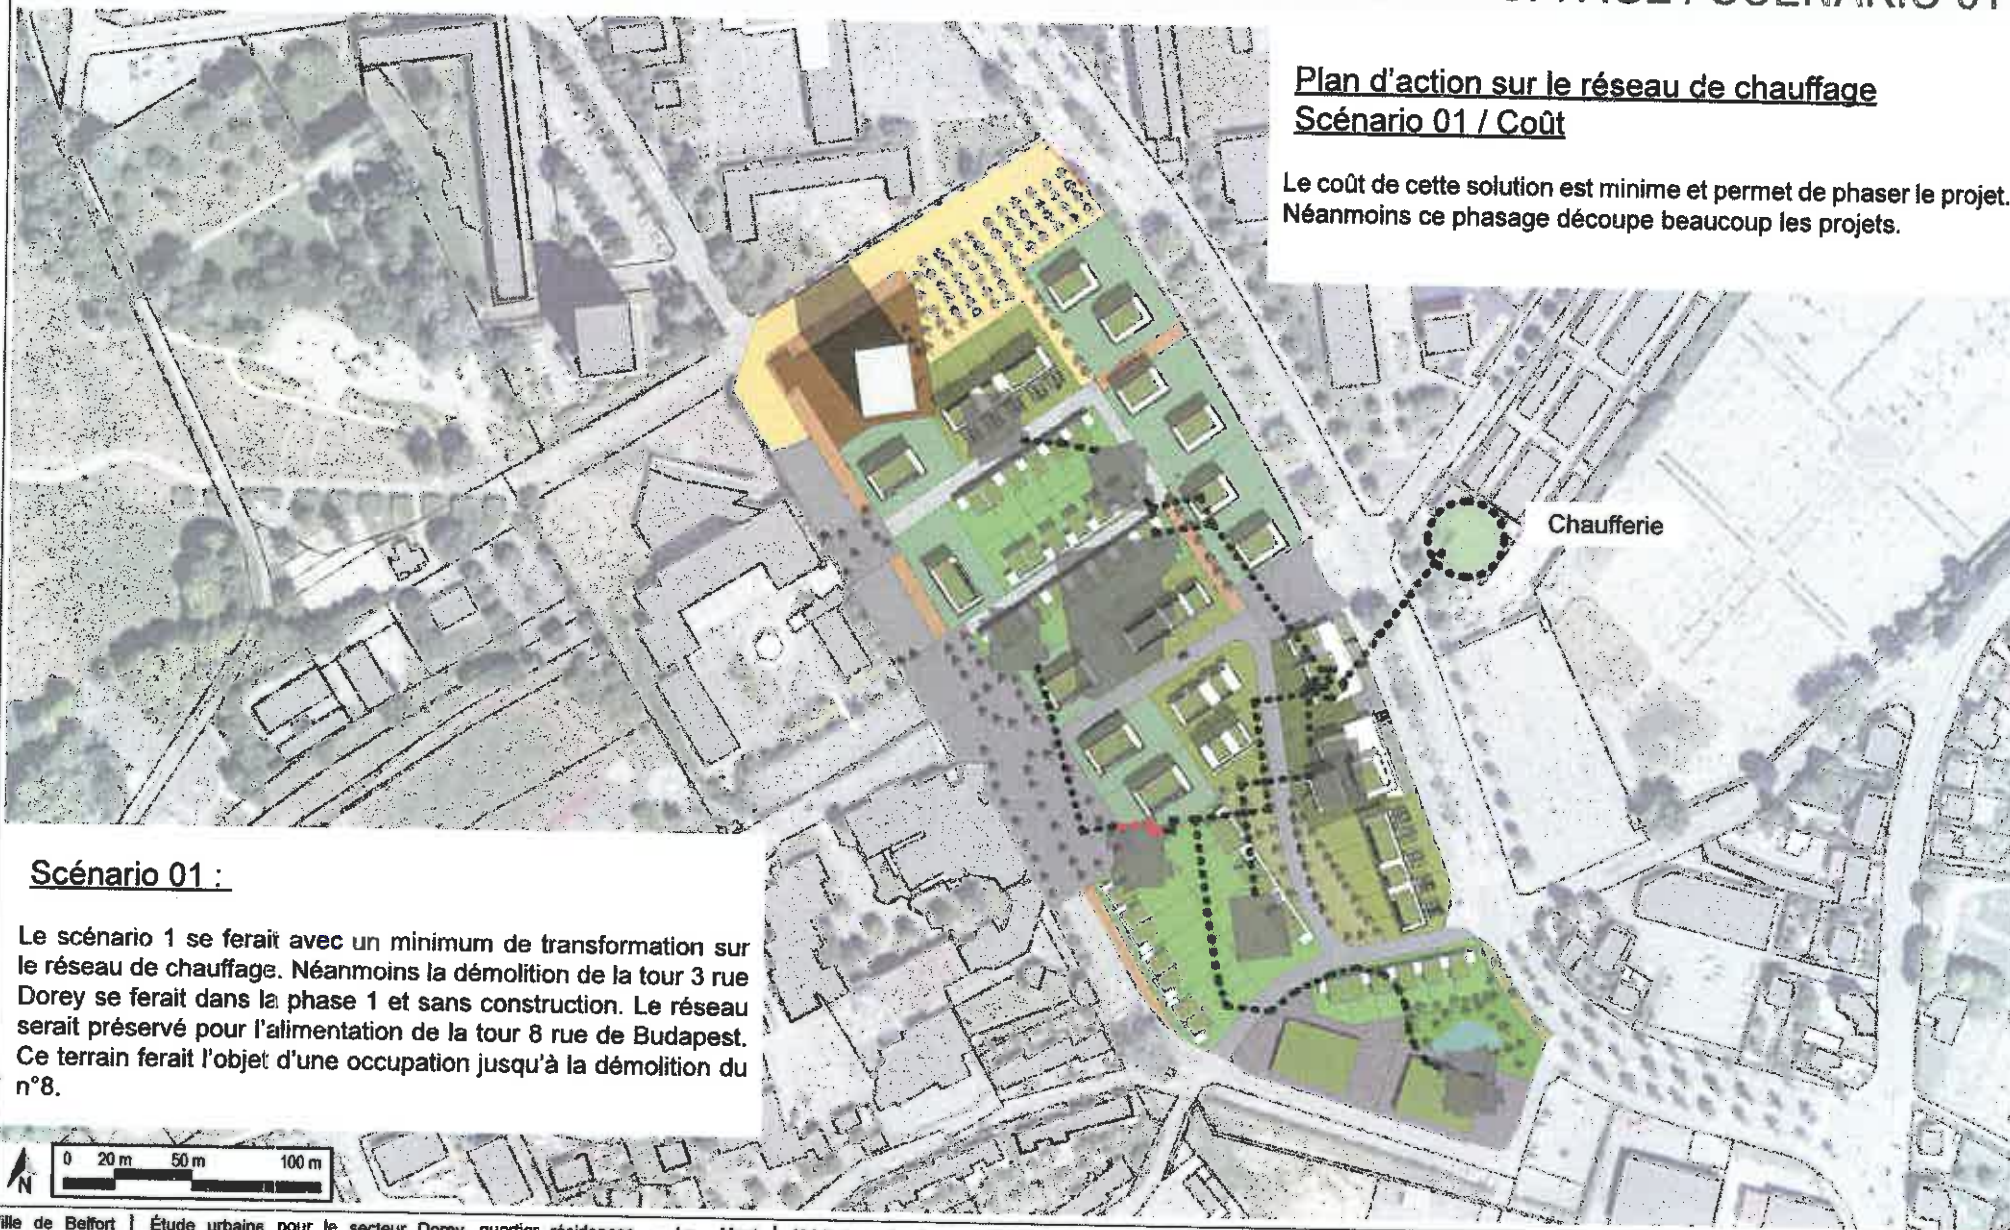 SCÉNARIO 01
Plan d'action sur le réseau de chauffage
Scénario 01 / Coût
Le coût de cette solution est minime et permet de phaser le projet.
Néanmoins ce phasage découpe beaucoup les projets.
Chaufferie
Scénario 01 :
Le scénario 1 se ferait avec un minimum de transformation sur
le réseau de chauffage. Néanmoins la démolition de la tour 3 rue
Dorey se ferait dans la phase 1 et sans construction. Le réseau
serait préservé pour l'alimentation de la tour 8 rue de Budapest.
Ce terrain ferait l'objet d'une occupation jusqu'à la démolition du
n°8.
N
0 20 m 50 m 100 m
ille de Belfort | Étude urbaine pour le secteur Dorey, quartier résidences